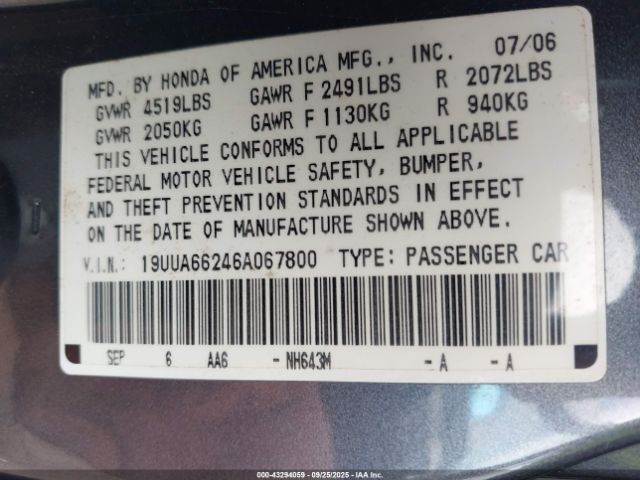 MFD. BY HONDA OF AMERICA MFG., INC. 07/06
GVWR 4519LBS GAWR F 2491LBS R 2072LBS
GVWR 2050KG GAWR F 1130KG R 940KG
THIS VEHICLE CONFORMS TO ALL APPLICABLE
FEDERAL MOTOR VEHICLE SAFETY, BUMPER,
AND THEFT PREVENTION STANDARDS IN EFFECT
ON THE DATE OF MANUFACTURE SHOWN ABOVE.
V.I.N.: 19UUA66246A067800 TYPE: PASSENGER CAR
SEP 6 AA6 - NH643M - A - A
000-43294059 | 09/25/2025 | IAA Inc.